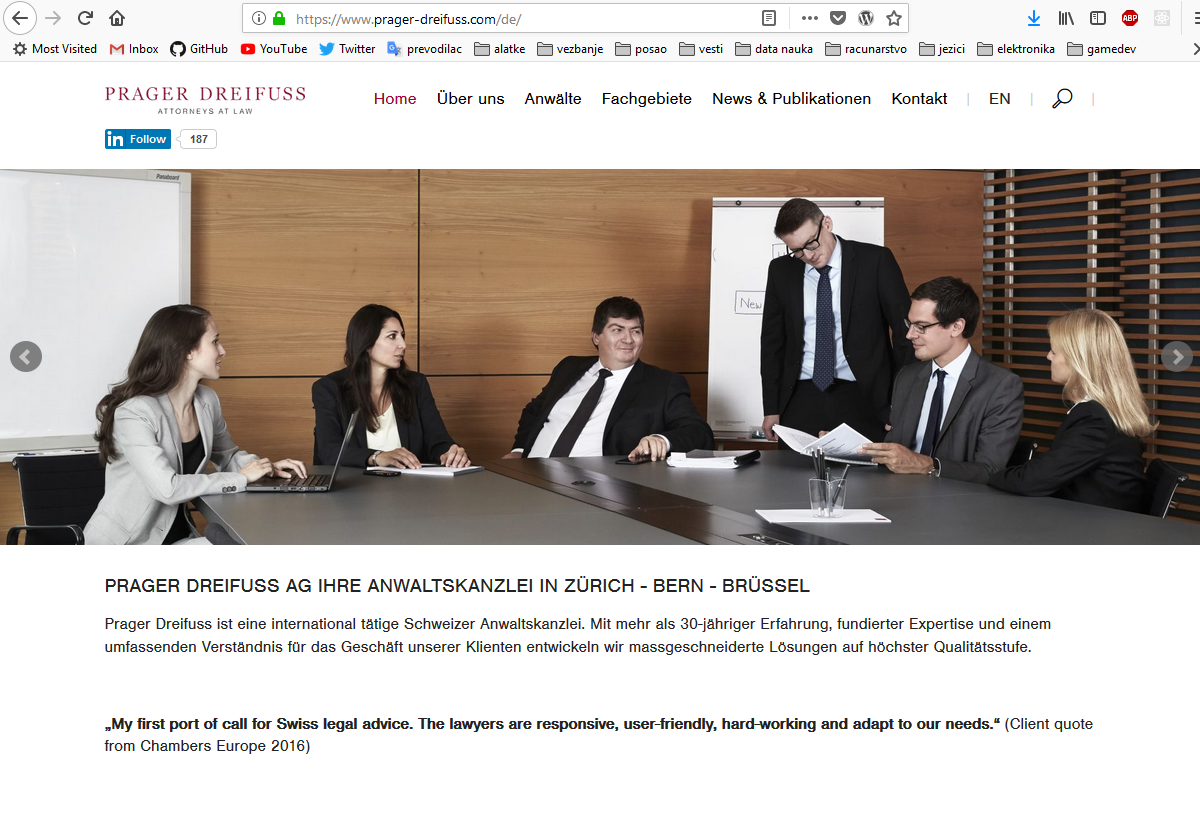 https://www.prager-dreifuss.com/de/
Most Visited Inbox GitHub YouTube Twitter prevodilac alatke vezbanje posao vesti data nauka racunarstvo jezici elektronika gamedev
ABP
PRAGER DREIFUSS
ATTORNEYS AT LAW
Home Über uns Anwälte Fachgebiete News & Publikationen Kontakt | EN | |
in Follow 187
Panaboard
New
PRAGER DREIFUSS AG IHRE ANWALTSKANZLEI IN ZÜRICH - BERN - BRÜSSEL
Prager Dreifuss ist eine international tätige Schweizer Anwaltskanzlei. Mit mehr als 30-jähriger Erfahrung, fundierter Expertise und einem
umfassenden Verständnis für das Geschäft unserer Klienten entwickeln wir massgeschneiderte Lösungen auf höchster Qualitätsstufe.
„My first port of call for Swiss legal advice. The lawyers are responsive, user-friendly, hard-working and adapt to our needs.“ (Client quote
from Chambers Europe 2016)